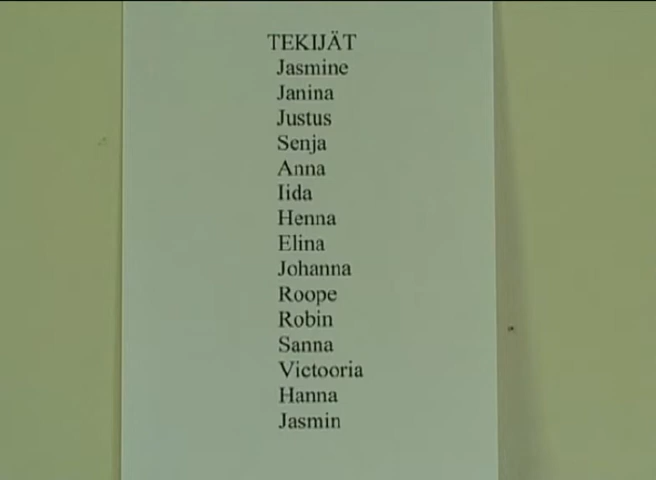 TEKIJÄT
Jasmine
Janina
Justus
Senja
Anna
Iida
Henna
Elina
Johanna
Roope
Robin
Sanna
Victooria
Hanna
Jasmin